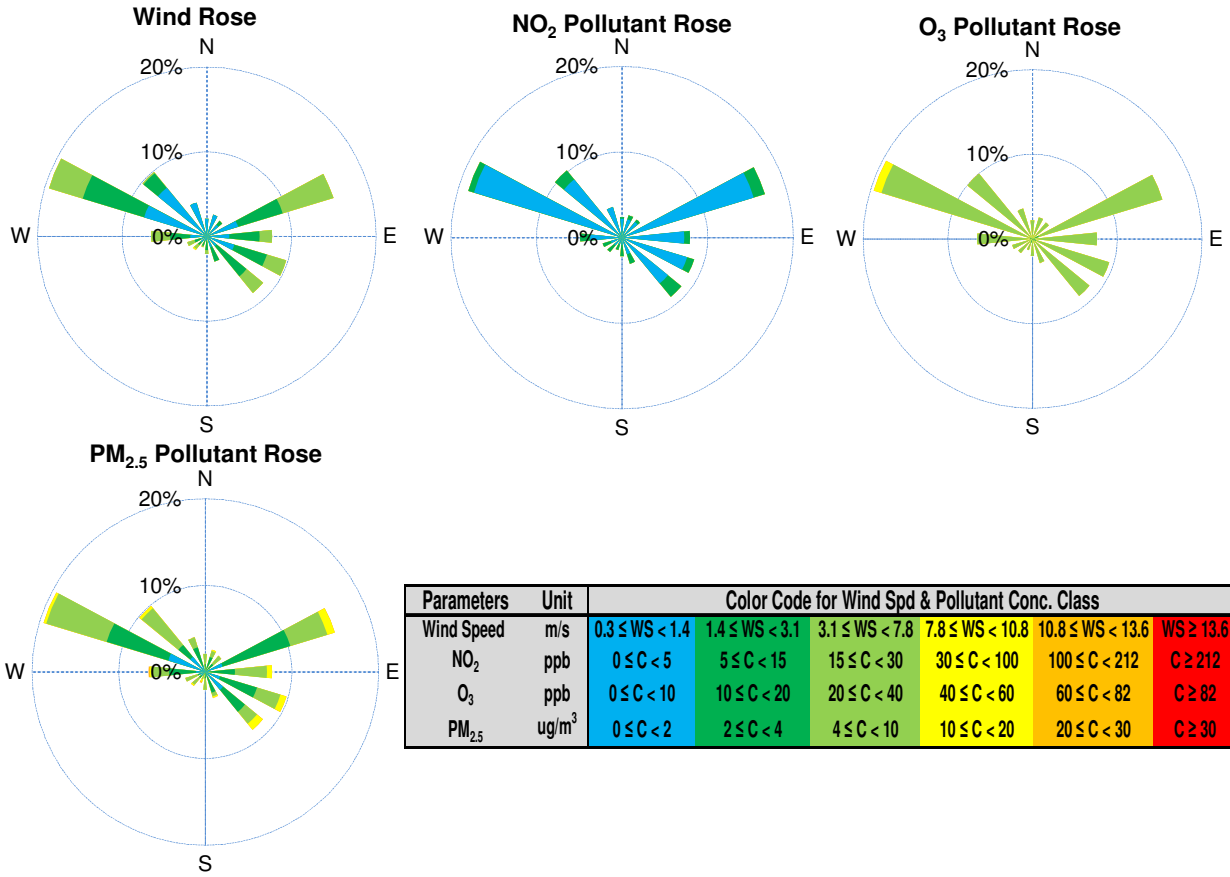 Wind Rose
N
20%
10%
W
0%
E
S
NO₂ Pollutant Rose
N
20%
10%
W
0%
E
S
O₃ Pollutant Rose
N
20%
10%
W
0%
E
S
PM₂.₅ Pollutant Rose
N
20%
10%
W
0%
E
S
Parameters Unit Color Code for Wind Spd & Pollutant Conc. Class
Wind Speed m/s 0.3 ≤ WS < 1.4 1.4 ≤ WS < 3.1 3.1 ≤ WS < 7.8 7.8 ≤ WS < 10.8 10.8 ≤ WS < 13.6 WS ≥ 13.6
NO₂ ppb 0 ≤ C < 5 5 ≤ C < 15 15 ≤ C < 30 30 ≤ C < 100 100 ≤ C < 212 C ≥ 212
O₃ ppb 0 ≤ C < 10 10 ≤ C < 20 20 ≤ C < 40 40 ≤ C < 60 60 ≤ C < 82 C ≥ 82
PM₂.₅ ug/m³ 0 ≤ C < 2 2 ≤ C < 4 4 ≤ C < 10 10 ≤ C < 20 20 ≤ C < 30 C ≥ 30